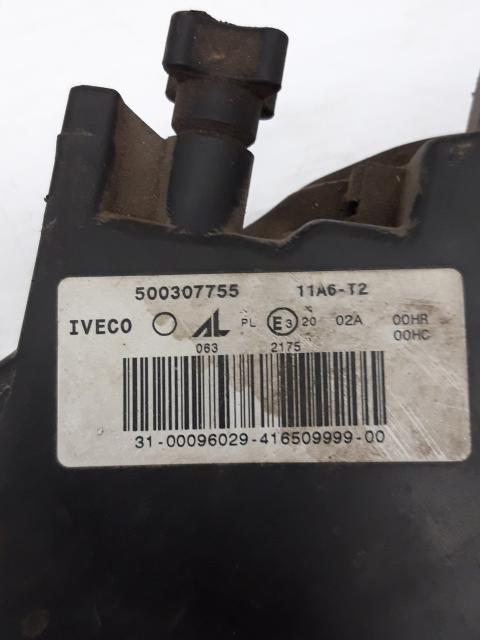 500307755 11A6-T2
IVECO AL PL E3 20 02A 00HR
00HC
063 2175
31-00096029-416509999-00